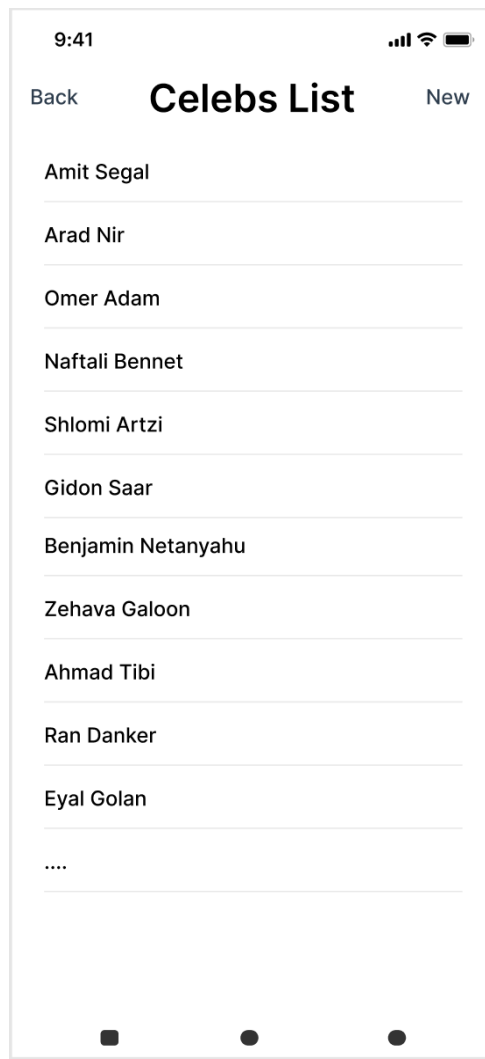 9:41
Back Celebs List New
Amit Segal
Arad Nir
Omer Adam
Naftali Bennet
Shlomi Artzi
Gidon Saar
Benjamin Netanyahu
Zehava Galoon
Ahmad Tibi
Ran Danker
Eyal Golan
....